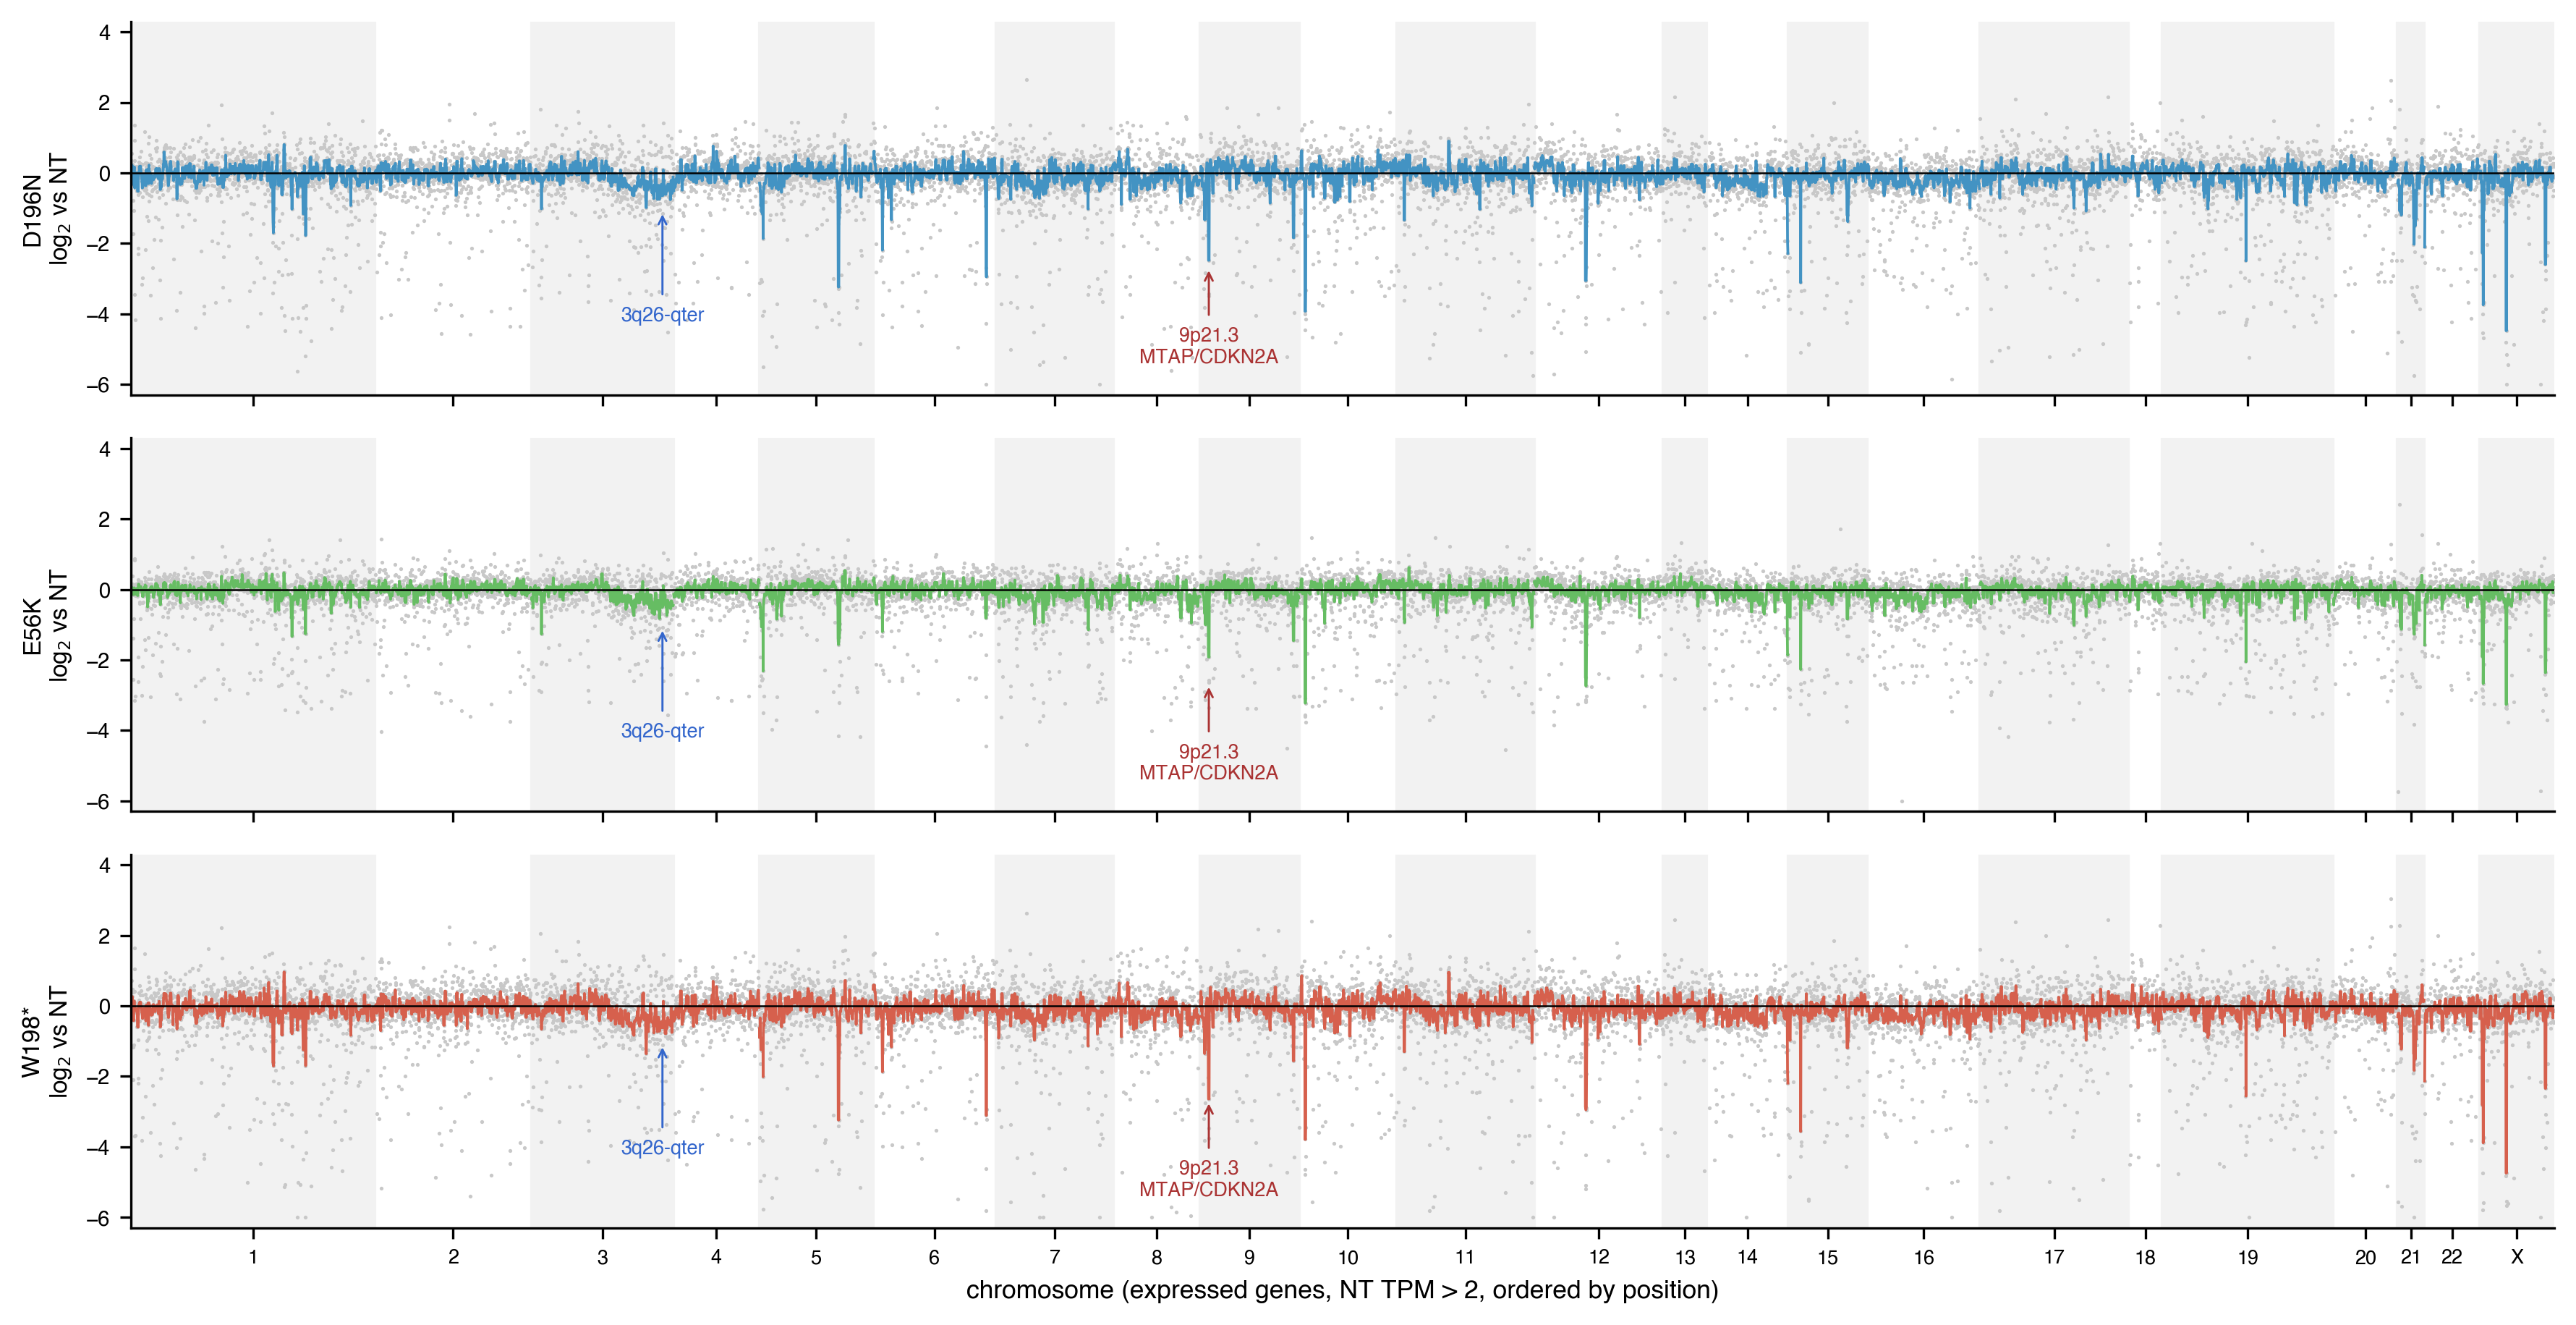 4
2
0
−2
−4
−6
D196N
log₂ vs NT
3q26-qter
9p21.3
MTAP/CDKN2A
4
2
0
−2
−4
−6
E56K
log₂ vs NT
3q26-qter
9p21.3
MTAP/CDKN2A
4
2
0
−2
−4
−6
W198*
log₂ vs NT
3q26-qter
9p21.3
MTAP/CDKN2A
1 2 3 4 5 6 7 8 9 10 11 12 13 14 15 16 17 18 19 20 21 22 X
chromosome (expressed genes, NT TPM > 2, ordered by position)